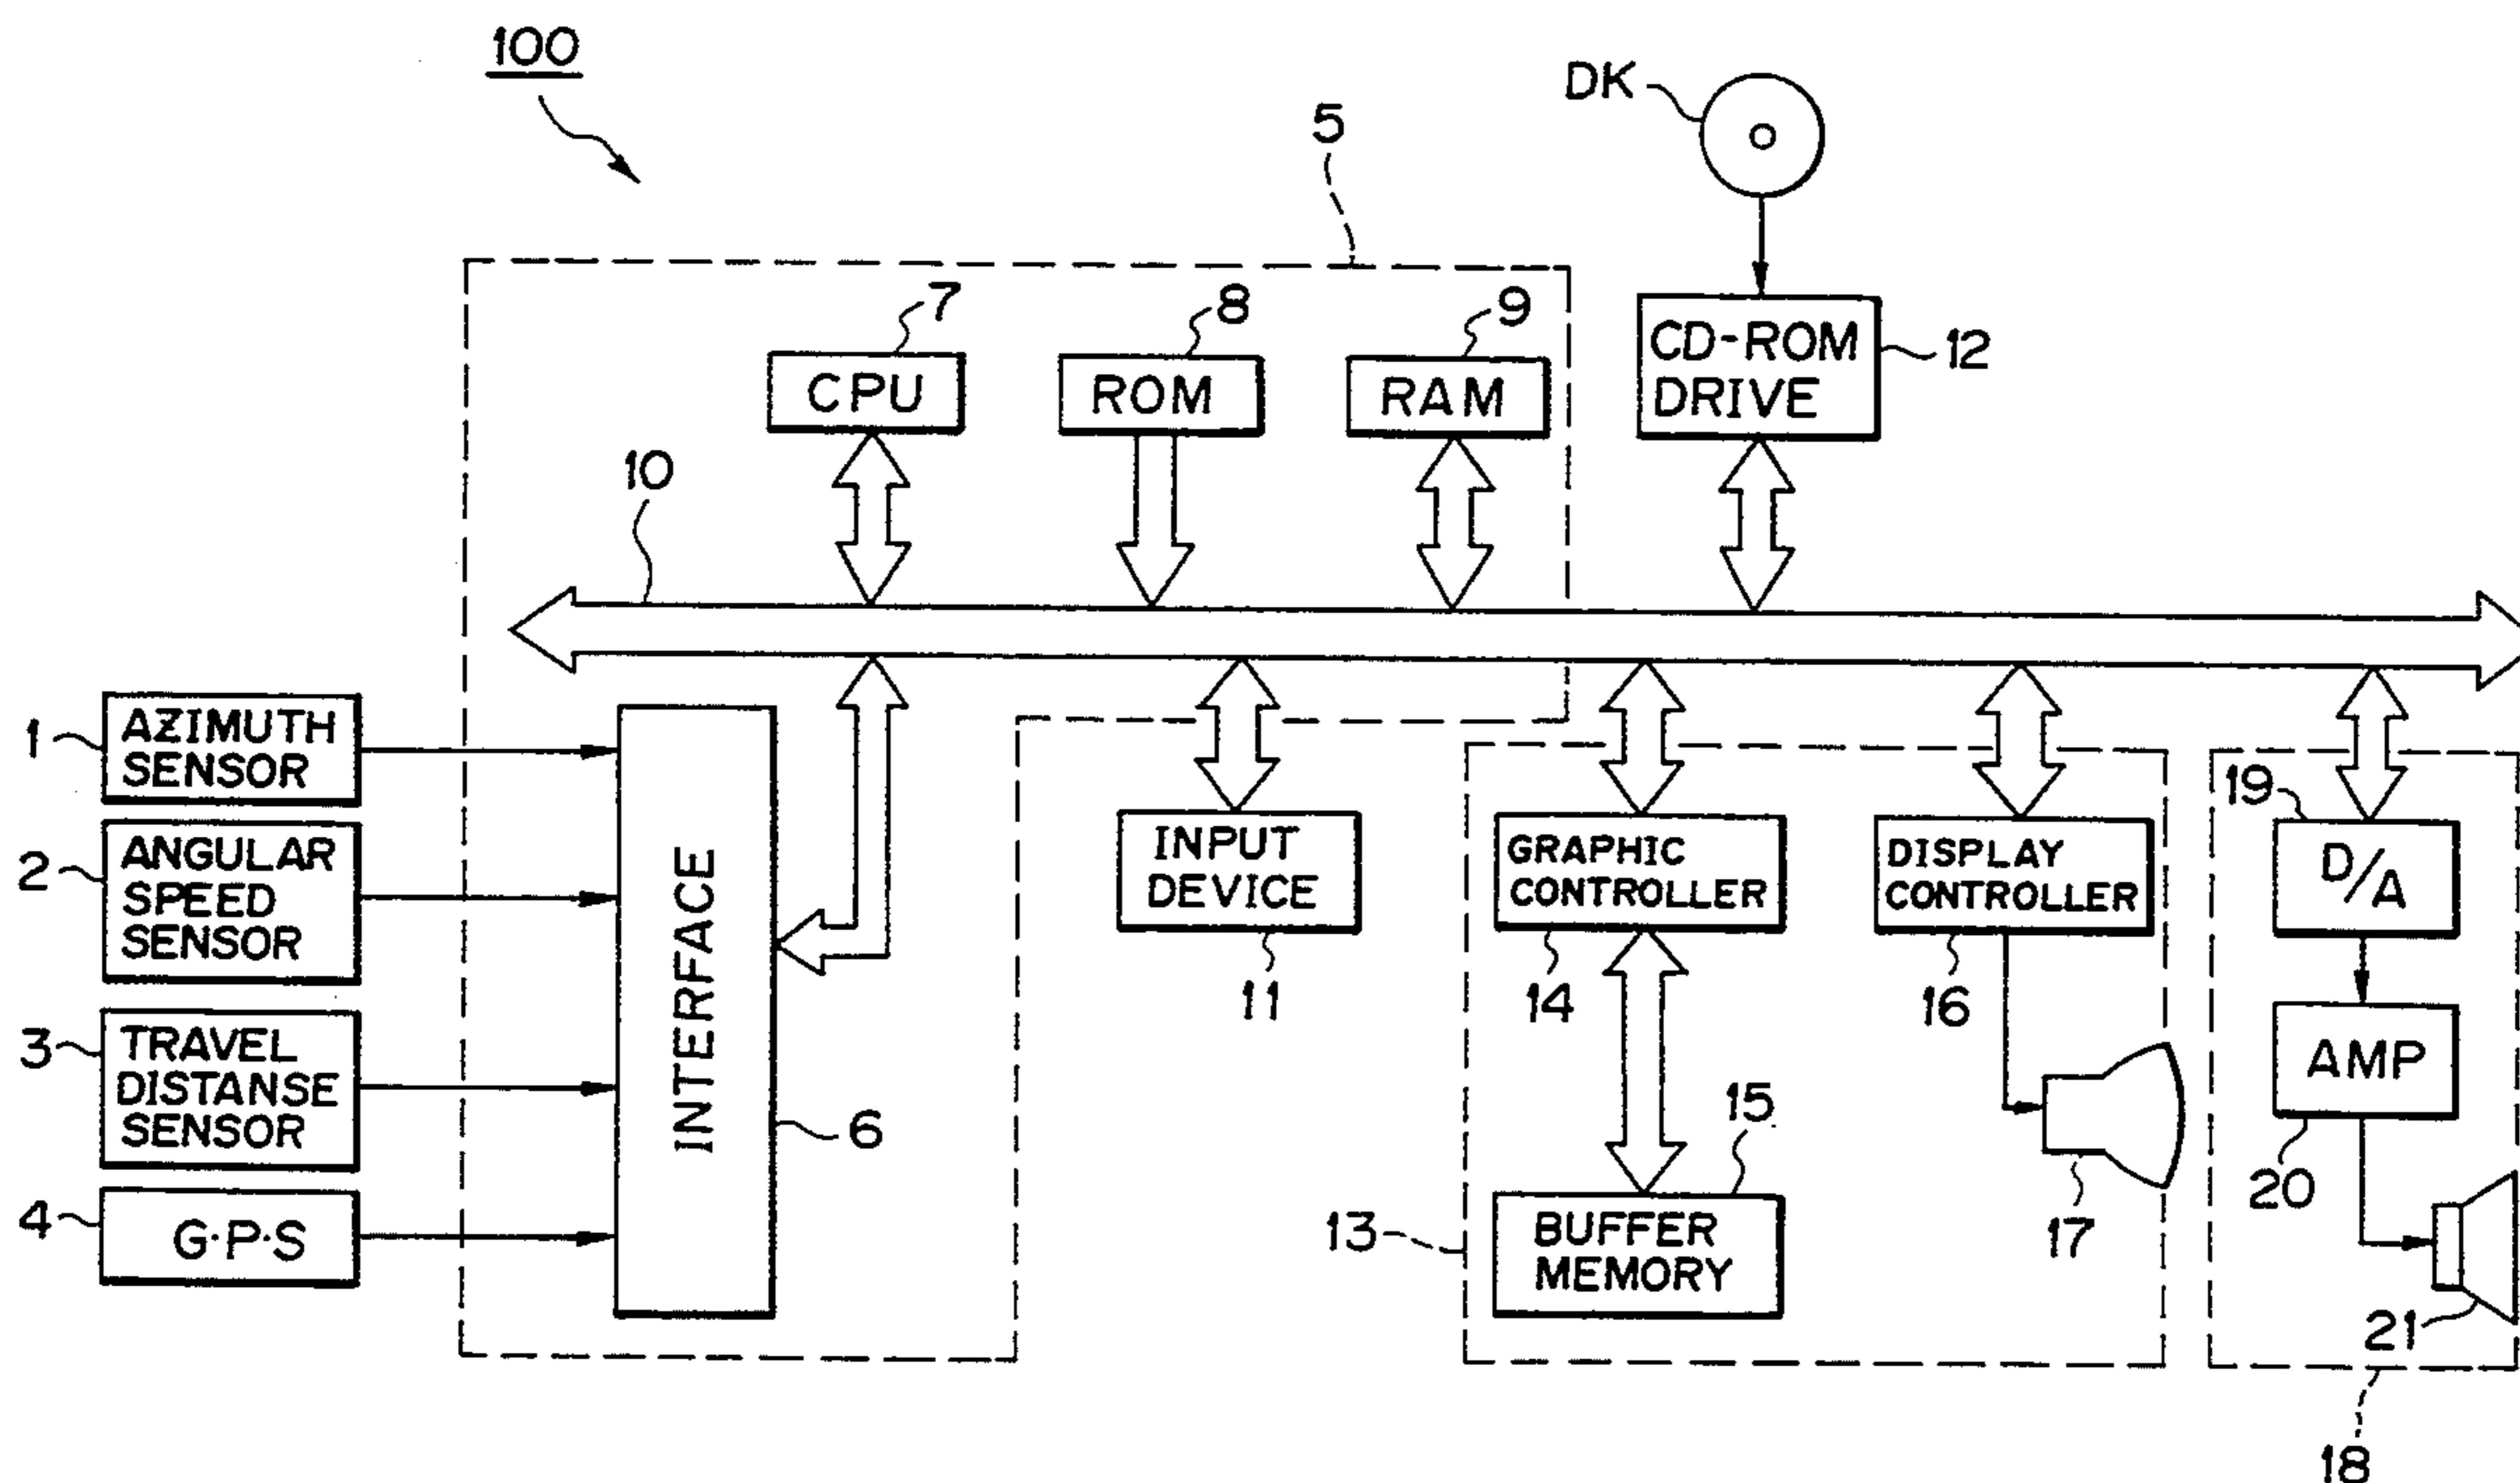 100
DK
5
7
8
9
CPU
ROM
RAM
CD-ROM
DRIVE
12
10
1
AZIMUTH
SENSOR
2
ANGULAR
SPEED
SENSOR
3
TRAVEL
DISTANSE
SENSOR
4
G·P·S
INTERFACE
6
INPUT
DEVICE
11
GRAPHIC
CONTROLLER
14
DISPLAY
CONTROLLER
16
19
D/A
AMP
20
15
BUFFER
MEMORY
13
17
21
18